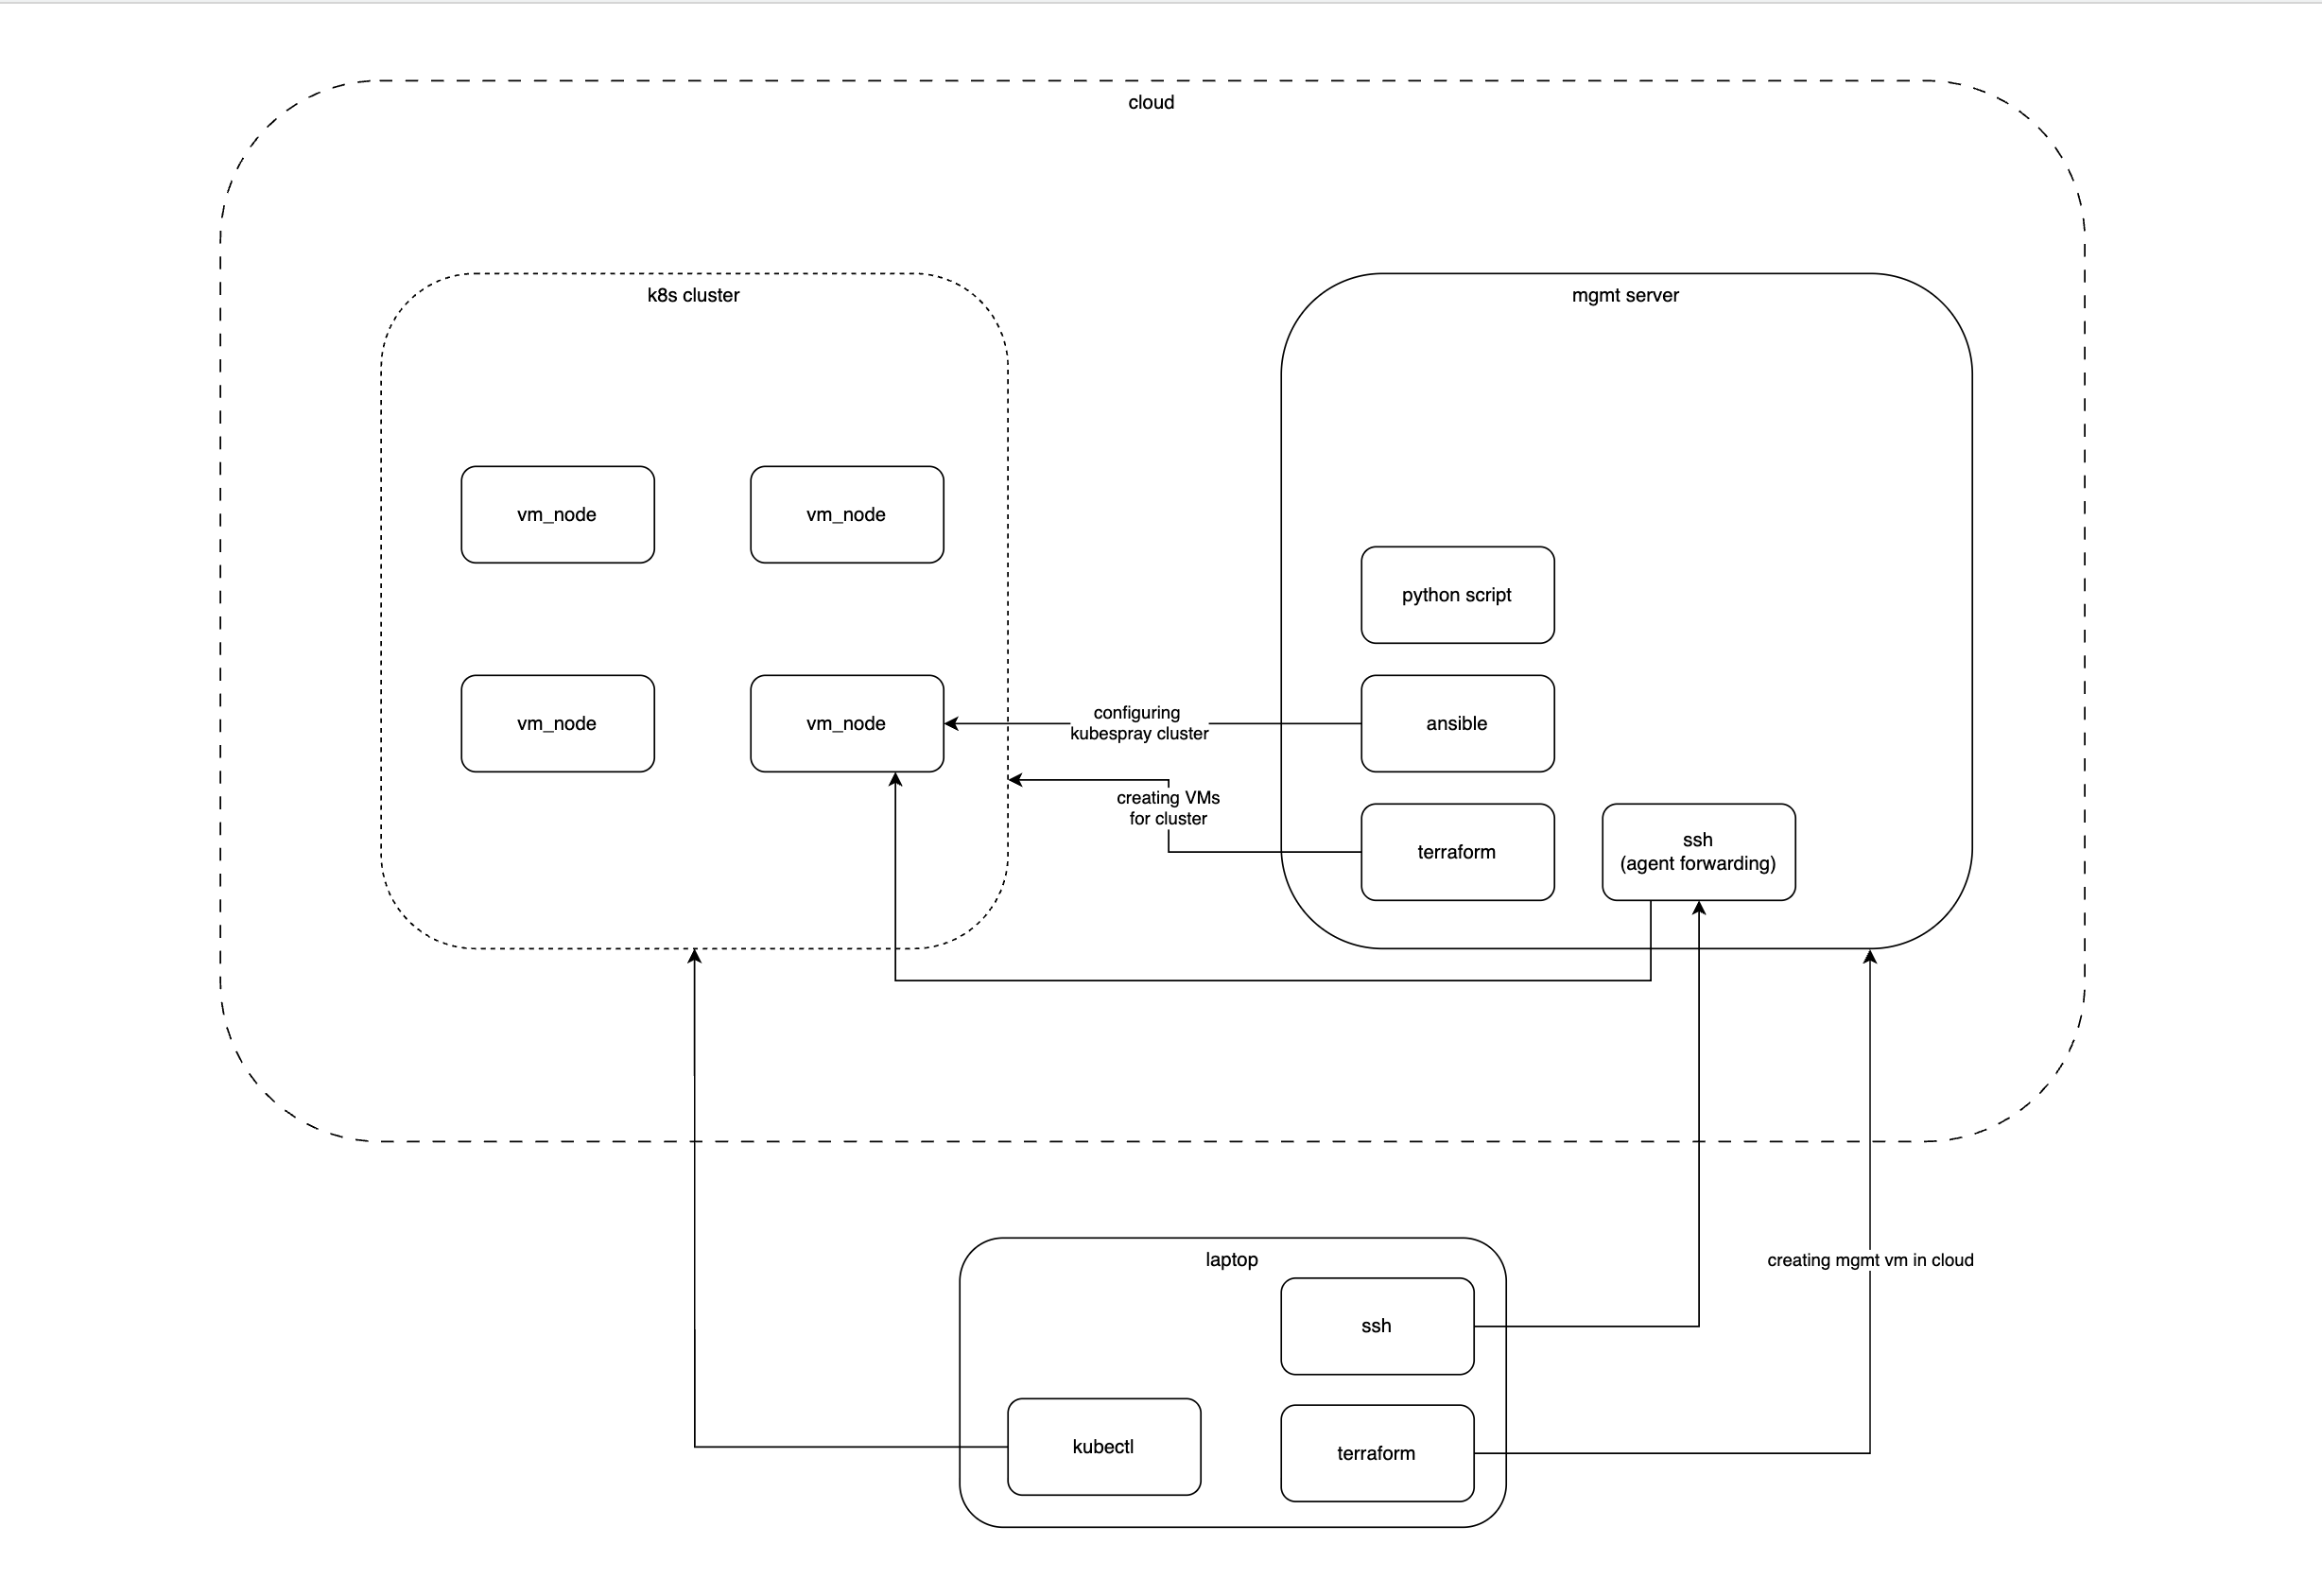 cloud
k8s cluster
mgmt server
vm_node
vm_node
python script
vm_node
vm_node
configuring
kubespray cluster
ansible
creating VMs
for cluster
terraform
ssh
(agent forwarding)
laptop
creating mgmt vm in cloud
ssh
kubectl
terraform